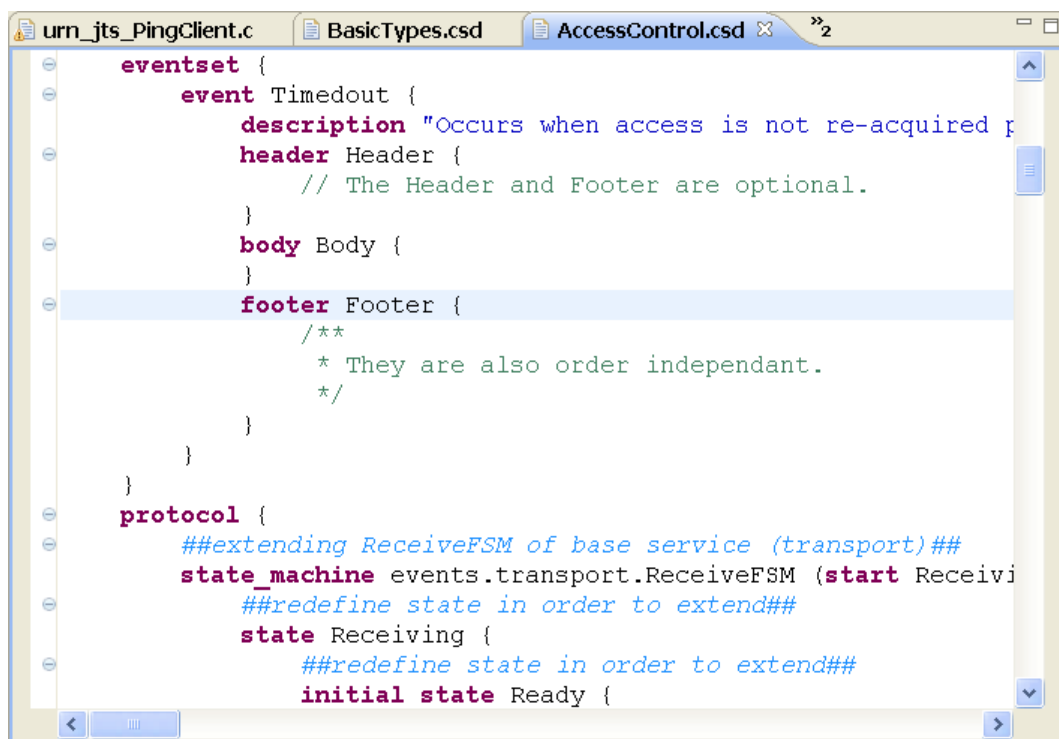 urn_jts_PingClient.c BasicTypes.csd AccessControl.csd »2
eventset {
event Timedout {
description "Occurs when access is not re-acquired p
header Header {
// The Header and Footer are optional.
}
body Body {
}
footer Footer {
/**
* They are also order independant.
*/
}
}
}
protocol {
##extending ReceiveFSM of base service (transport)##
state_machine events.transport.ReceiveFSM (start Receivi
##redefine state in order to extend##
state Receiving {
##redefine state in order to extend##
initial state Ready {